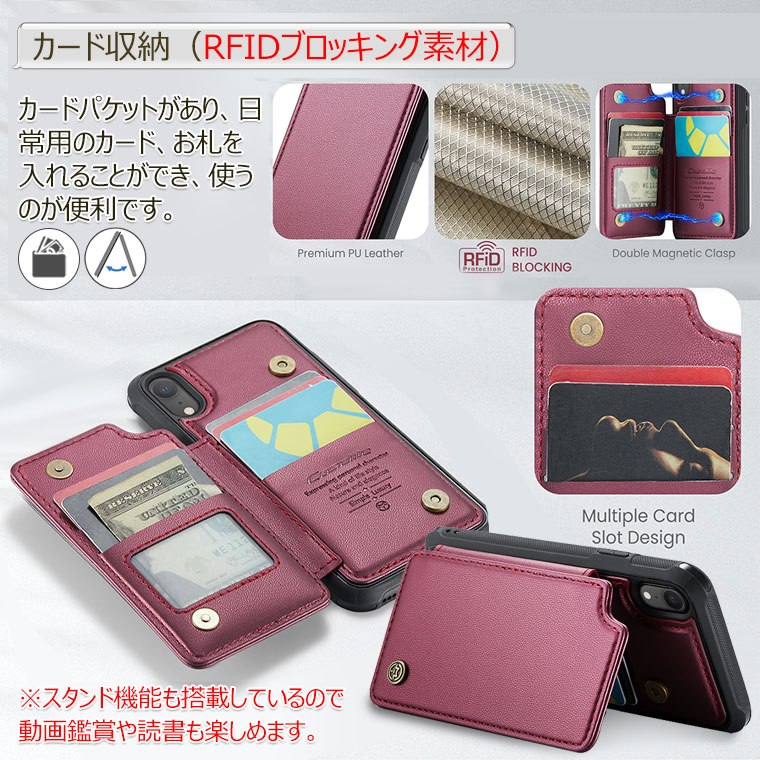 カード収納（RFIDブロッキング素材）
カードパケットがあり、日
常用のカード、お札を
入れることができ、使う
のが便利です。
Premium PU Leather
RFID
Protection
RFID
BLOCKING
Double Magnetic Clasp
Multiple Card
Slot Design
RESERVE
UNITED
Simple Luxury
※スタンド機能も搭載しているので
動画鑑賞や読書も楽しめます。